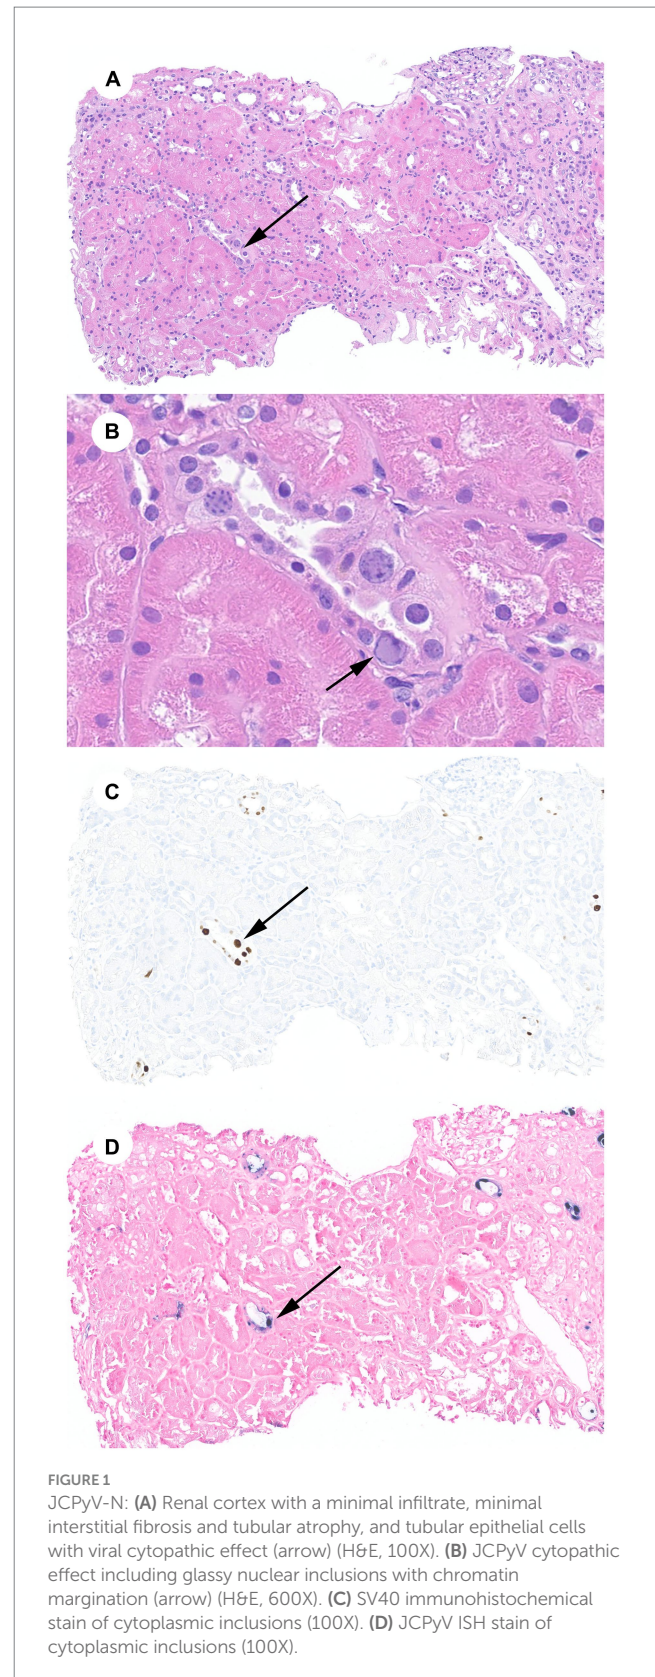 A
B
C
D
FIGURE 1
JCPyV-N: (A) Renal cortex with a minimal infiltrate, minimal
interstitial fibrosis and tubular atrophy, and tubular epithelial cells
with viral cytopathic effect (arrow) (H&E, 100X). (B) JCPyV cytopathic
effect including glassy nuclear inclusions with chromatin
margination (arrow) (H&E, 600X). (C) SV40 immunohistochemical
stain of cytoplasmic inclusions (100X). (D) JCPyV ISH stain of
cytoplasmic inclusions (100X).